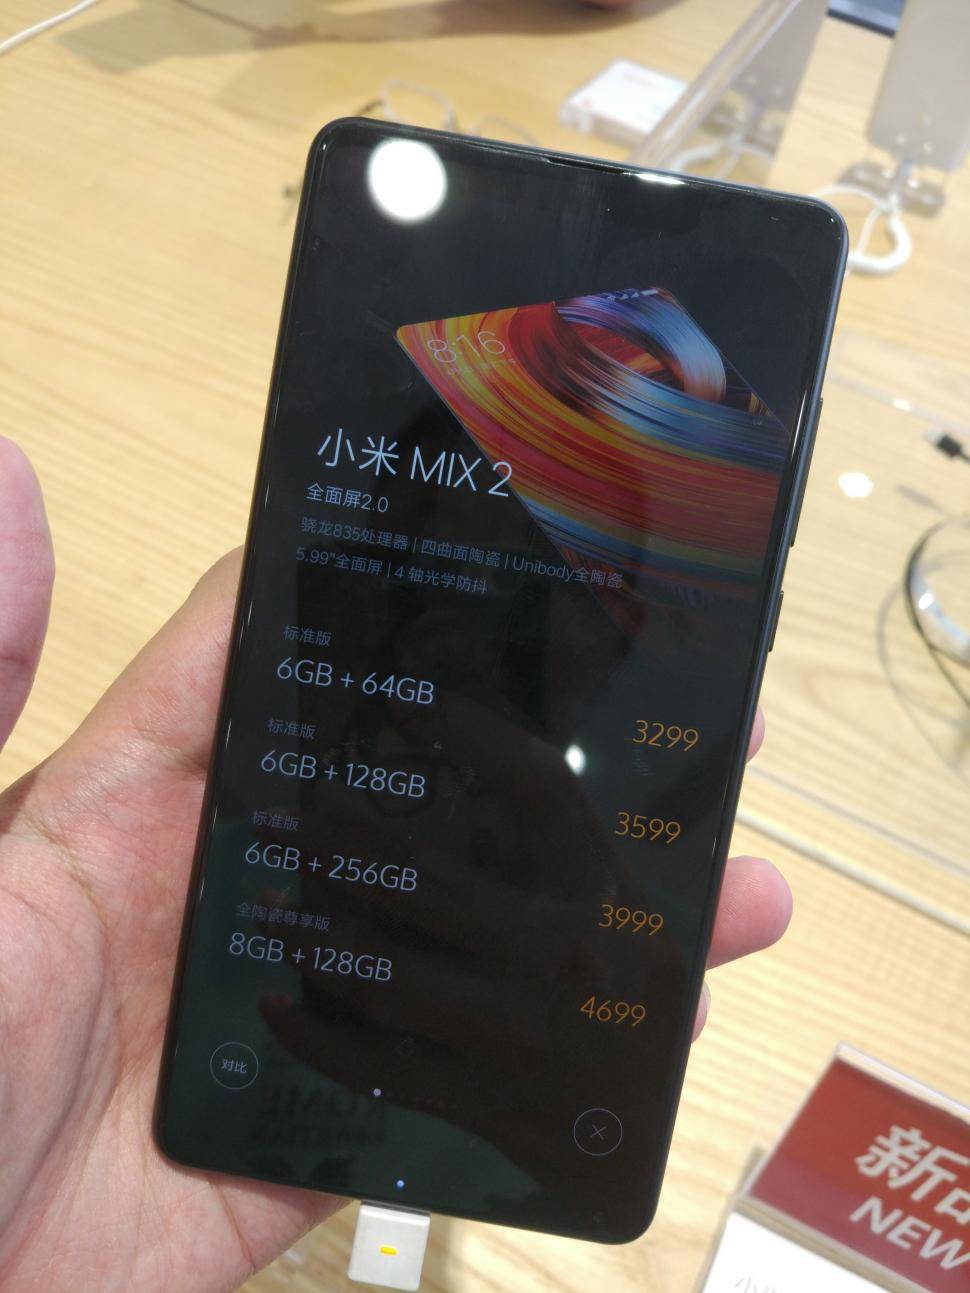 8:16
小米 MIX 2
全面屏2.0
骁龙835处理器 | 四曲面陶瓷 | Unibody全陶瓷
5.99"全面屏 | 4 轴光学防抖
标准版
6GB + 64GB
3299
标准版
6GB + 128GB
3599
标准版
6GB + 256GB
3999
全陶瓷尊享版
8GB + 128GB
4699
对比
新品
NEW
小米